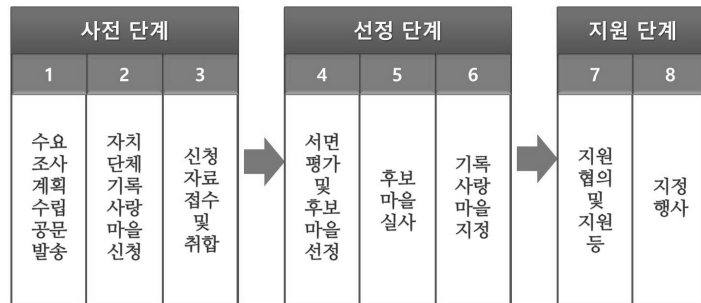 사전 단계
선정 단계
지원 단계
1
2
3
4
5
6
7
8
수요
조사
계획
수립
공문
발송
자치
단체
기록
사랑
마을
신청
신청
자료
접수
및
취합
서면
평가
및
후보
마을
선정
후보
마을
실사
기록
사랑
마을
지정
지원
협의
및
지원
등
지정
행사